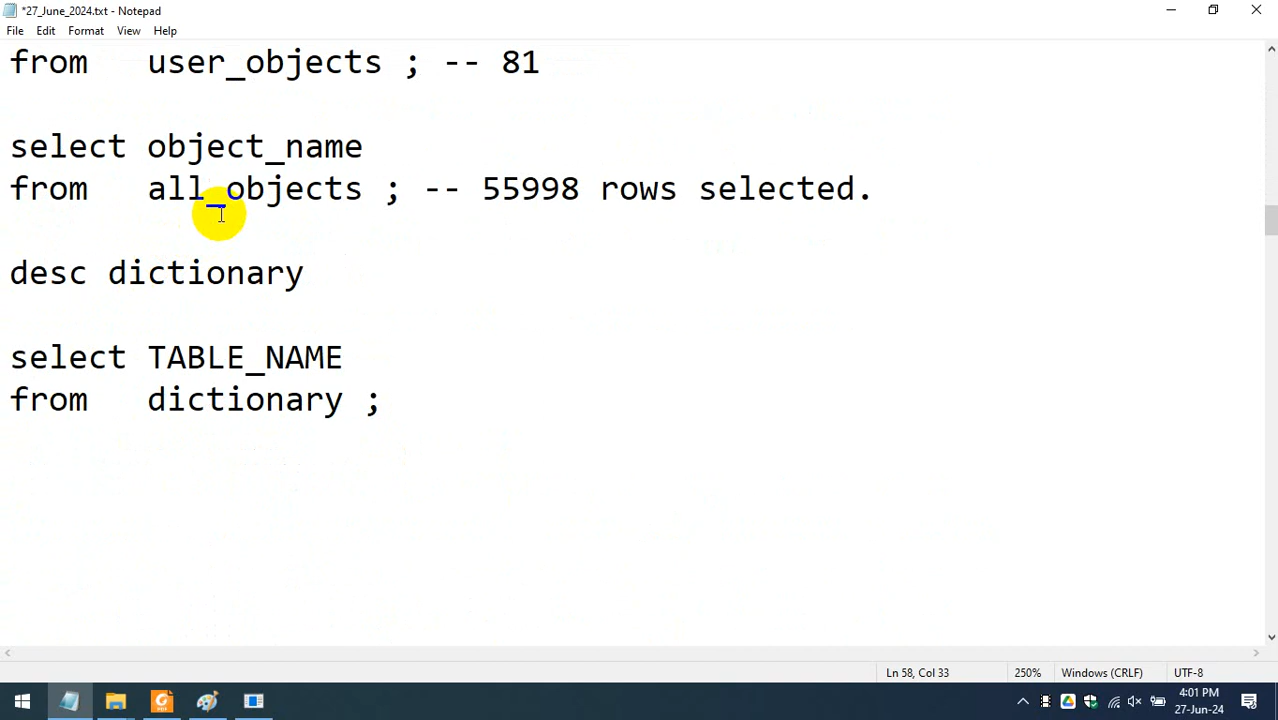 *27_June_2024.txt - Notepad
File Edit Format View Help
from   user_objects ; -- 81
select object_name
from   all_objects ; -- 55998 rows selected.
desc dictionary
select TABLE_NAME
from   dictionary ;
Ln 58, Col 33 250% Windows (CRLF) UTF-8
4:01 PM
27-Jun-24